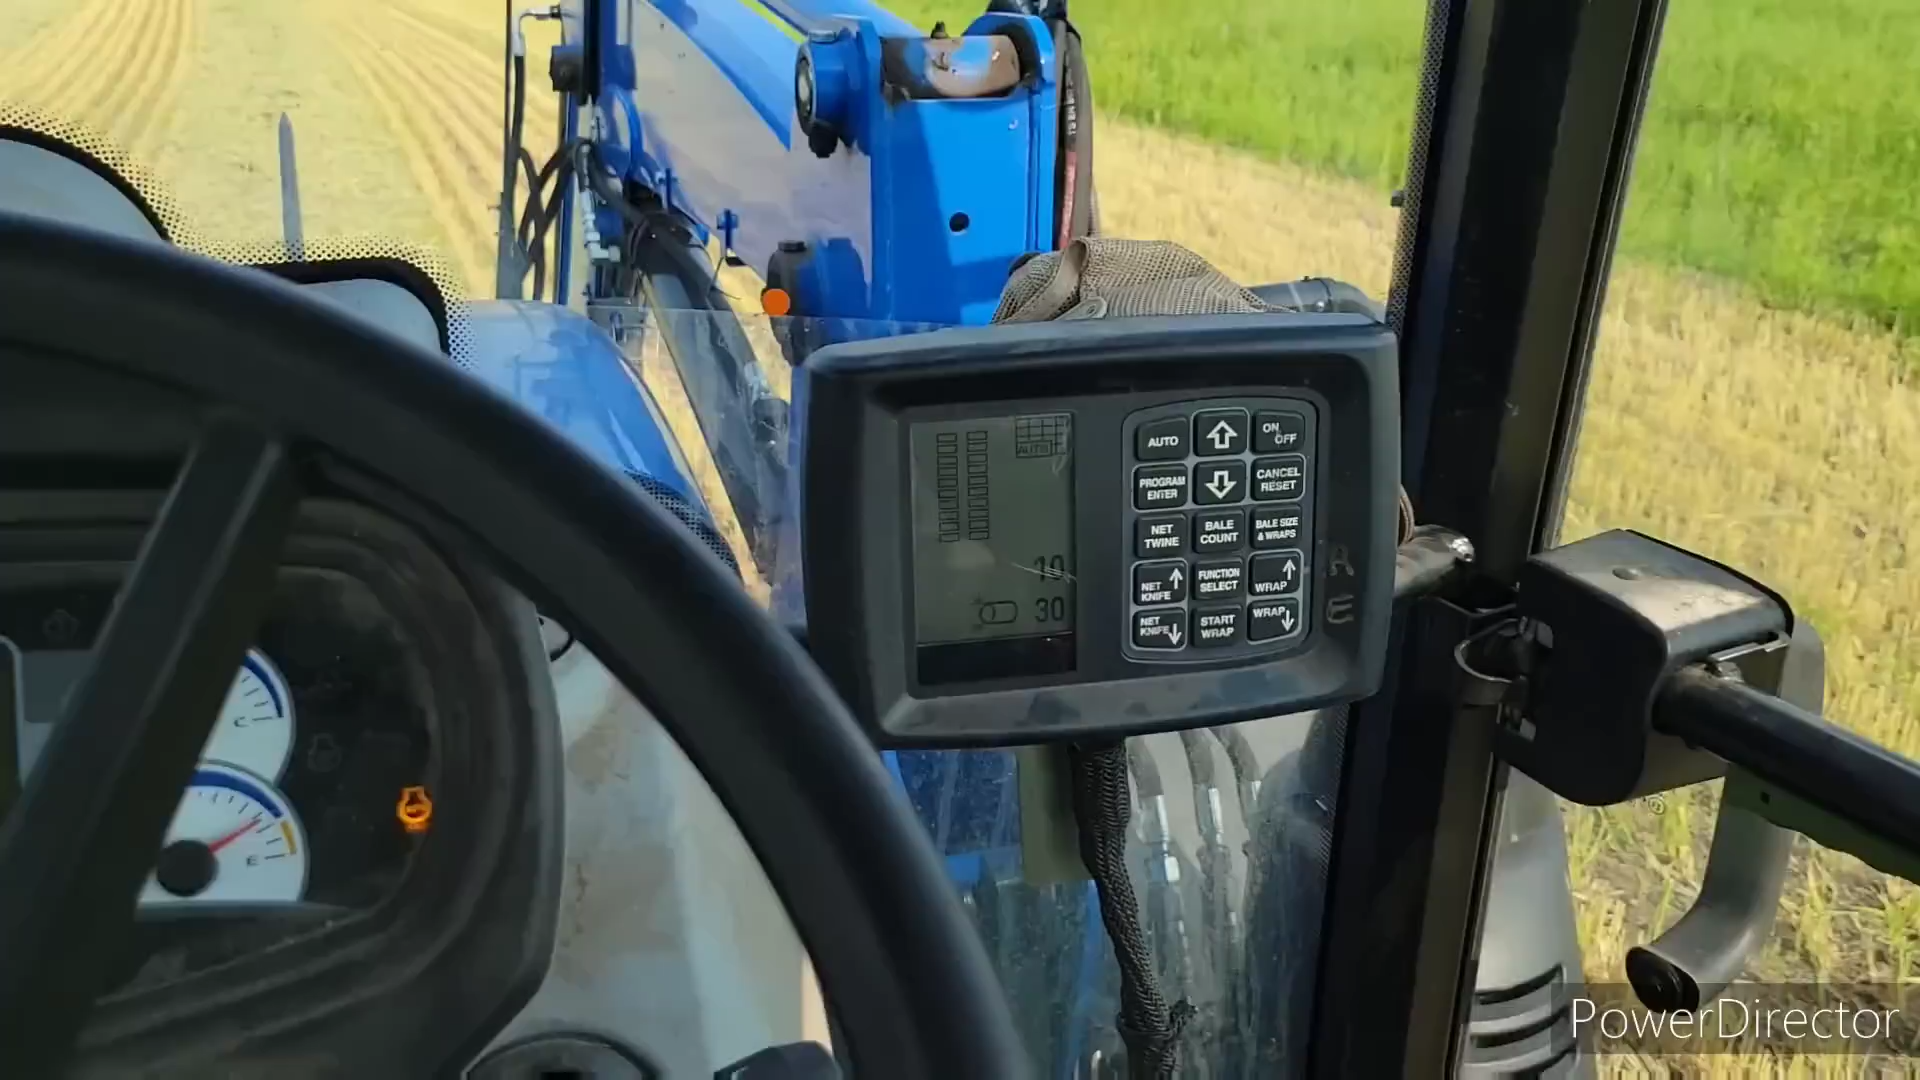 AUTO
10
30
AUTO
ON
OFF
PROGRAM
ENTER
CANCEL
RESET
NET
TWINE
BALE
COUNT
BALE SIZE
& WRAPS
NET
KNIFE
FUNCTION
SELECT
WRAP
NET
KNIFE
START
WRAP
WRAP
A
E
C
E
PowerDirector